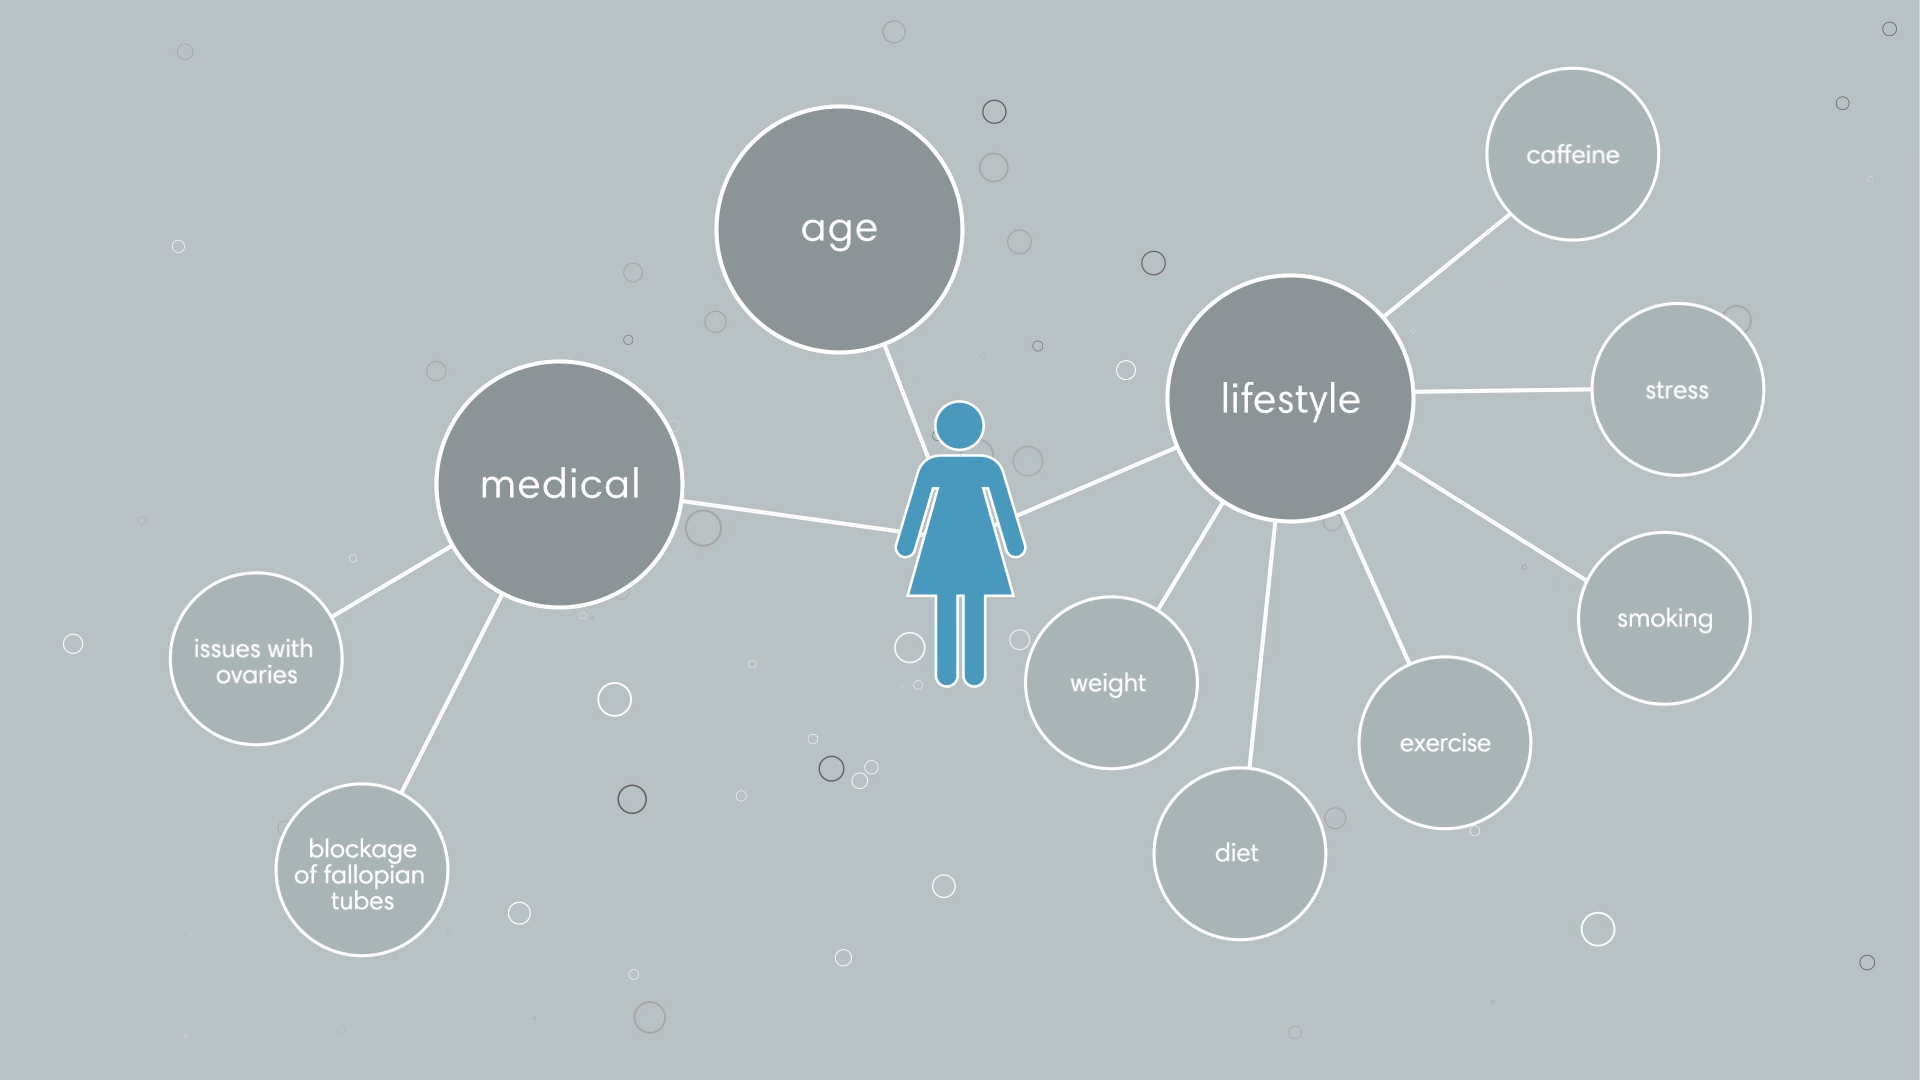 age
medical
issues with
ovaries
blockage
of fallopian
tubes
lifestyle
caffeine
stress
smoking
exercise
diet
weight